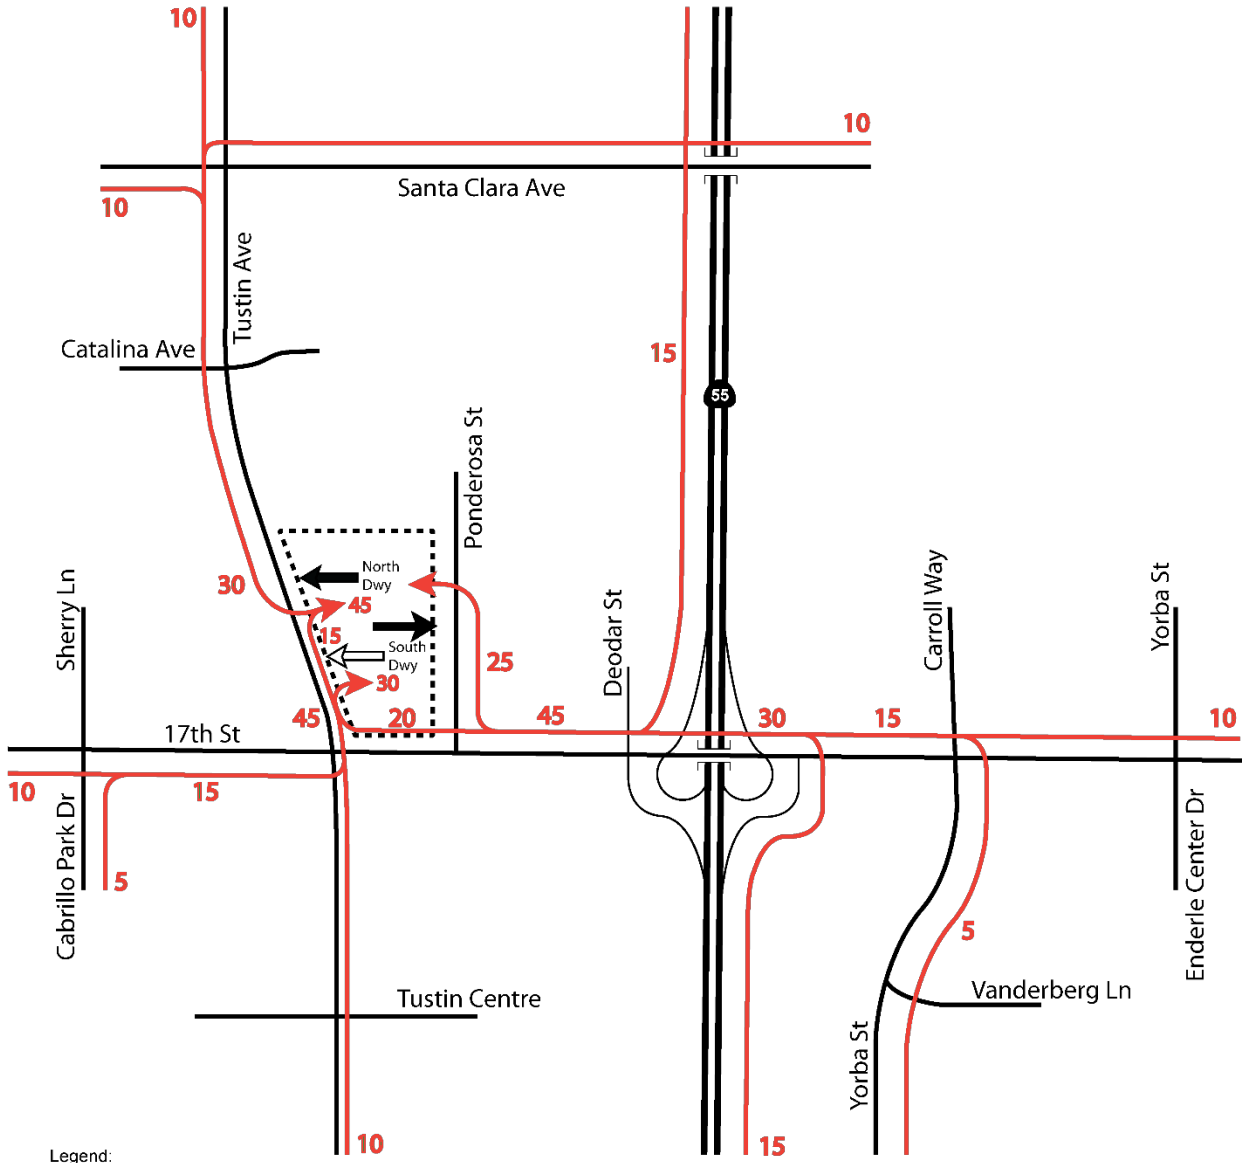 10
10
Santa Clara Ave
10
Tustin Ave
Catalina Ave
15
55
Ponderosa St
North
Dwy
30
45
15
South
Dwy
30
25
Sherry Ln
Deodar St
Carroll Way
Yorba St
45
20
45
30
15
10
17th St
10
15
Cabrillo Park Dr
5
Enderle Center Dr
5
Tustin Centre
Vanderberg Ln
Yorba St
10
15
Legend: